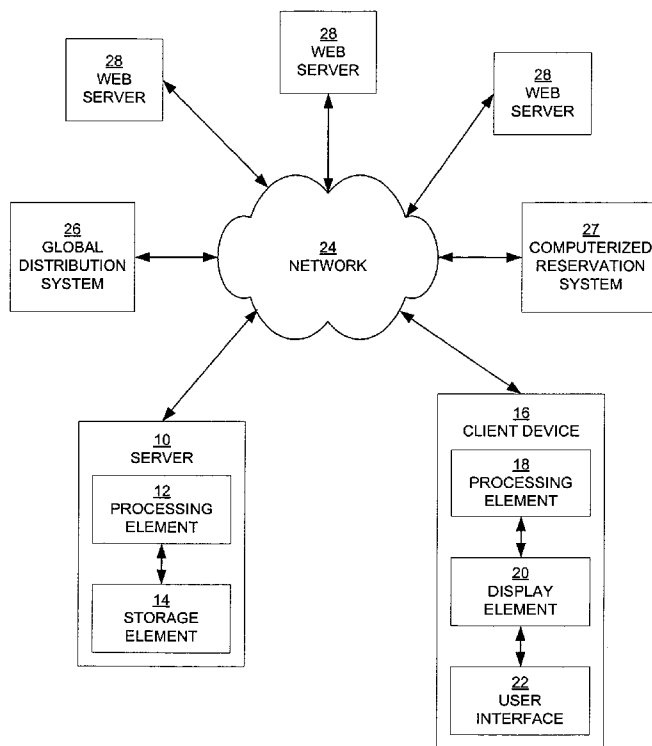 28
WEB
SERVER
28
WEB
SERVER
28
WEB
SERVER
26
GLOBAL
DISTRIBUTION
SYSTEM
24
NETWORK
27
COMPUTERIZED
RESERVATION
SYSTEM
10
SERVER
12
PROCESSING
ELEMENT
14
STORAGE
ELEMENT
16
CLIENT DEVICE
18
PROCESSING
ELEMENT
20
DISPLAY
ELEMENT
22
USER
INTERFACE